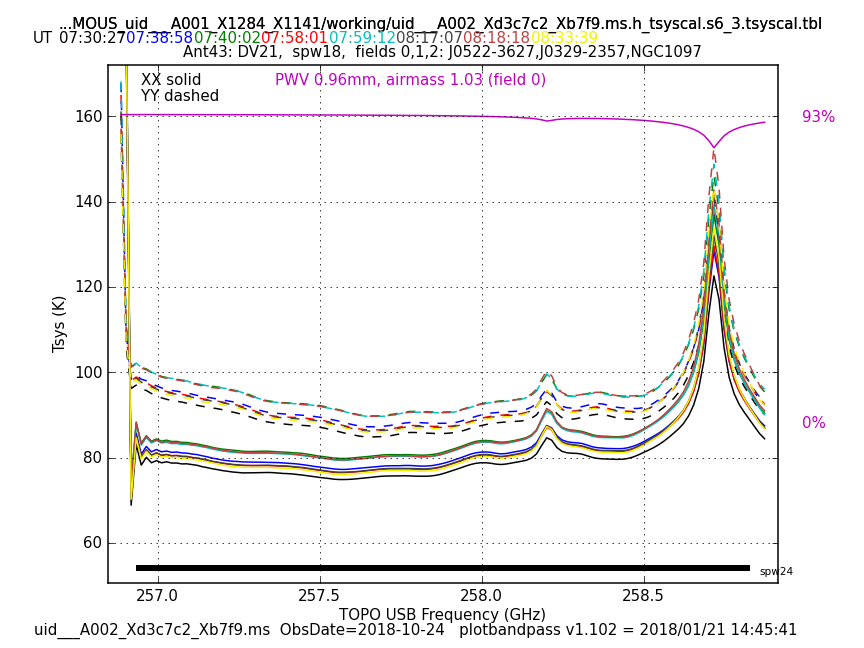 ...MOUS_uid___A001_X1284_X1141/working/uid___A002_Xd3c7c2_Xb7f9.ms.h_tsyscal.s6_3.tsyscal.tbl
UT 07:30:27 07:38:58 07:40:02 07:58:01 07:59:12 08:17:07 08:18:18 08:33:39
Ant43: DV21, spw18, fields 0,1,2: J0522-3627,J0329-2357,NGC1097
XX solid
YY dashed
PWV 0.96mm, airmass 1.03 (field 0)
93%
0%
160
140
120
100
80
60
Tsys (K)
spw24
257.0
257.5
258.0
258.5
TOPO USB Frequency (GHz)
uid___A002_Xd3c7c2_Xb7f9.ms ObsDate=2018-10-24 plotbandpass v1.102 = 2018/01/21 14:45:41